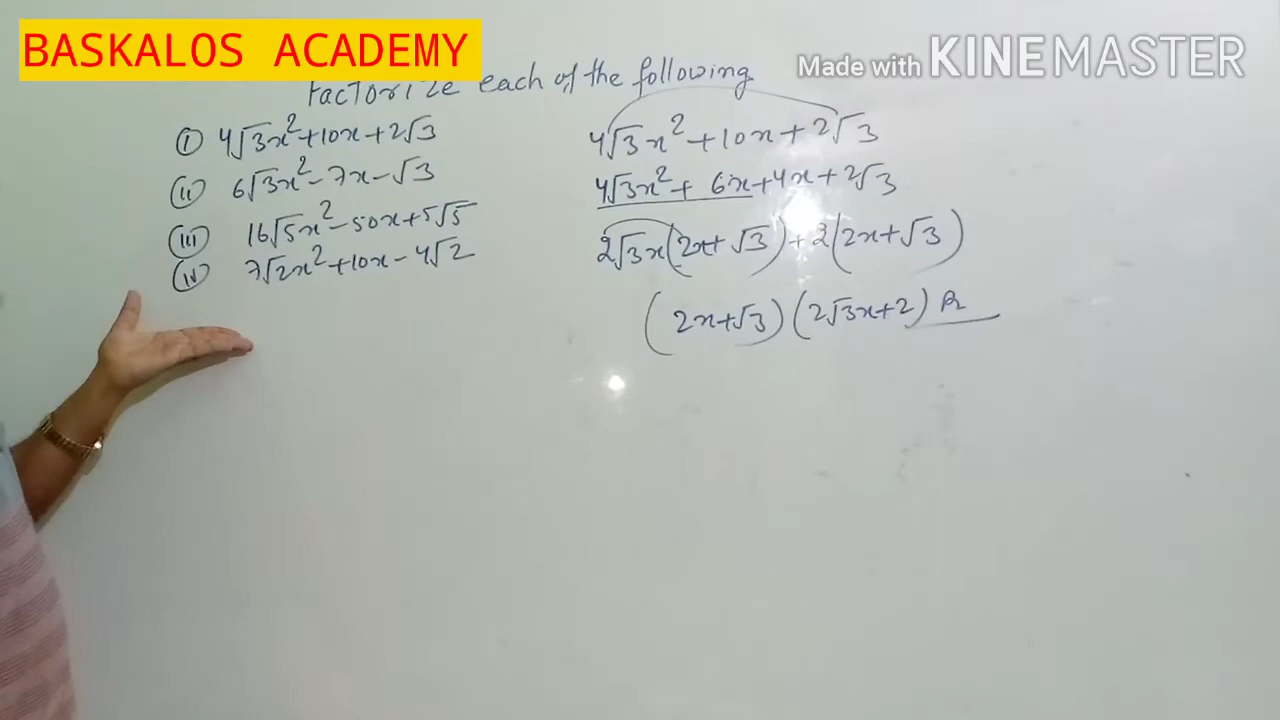 BASKALOS ACADEMY
Made with KINEMASTER
Factorize each of the following
(i) 4√3x²+10x+2√3
(ii) 6√3x²-7x-√3
(iii) 16√5x²-50x+5√5
(iv) 7√2x²+10x-4√2
4√3x²+10x+2√3
4√3x²+6x+4x+2√3
2√3x(2x+√3)+2(2x+√3)
(2x+√3)(2√3x+2)